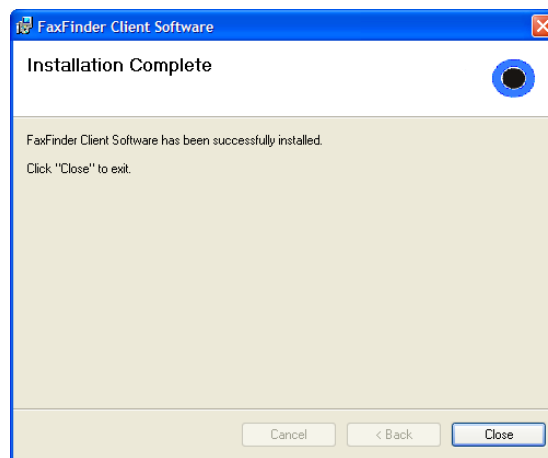 FaxFinder Client Software
Installation Complete
FaxFinder Client Software has been successfully installed.
Click "Close" to exit.
Cancel
< Back
Close